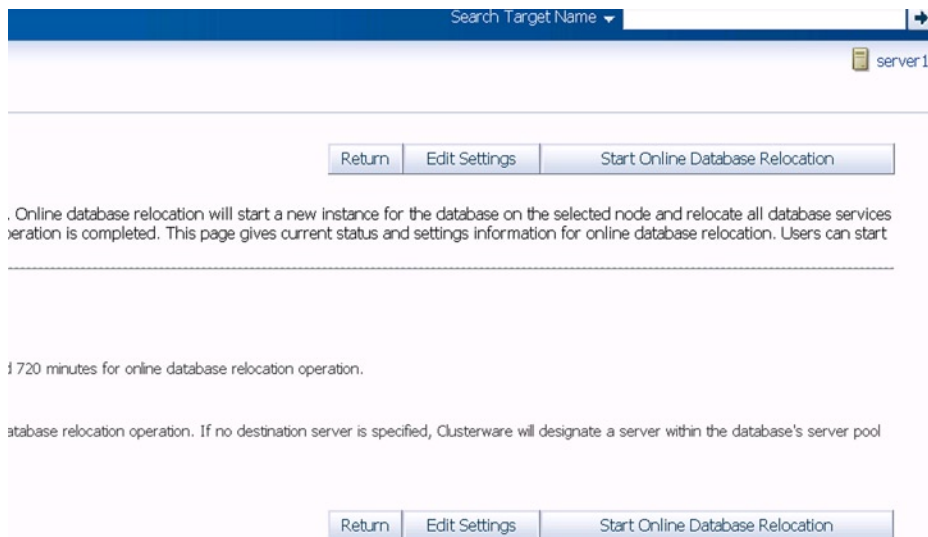 Search Target Name
server1
Return Edit Settings Start Online Database Relocation
. Online database relocation will start a new instance for the database on the selected node and relocate all database services
peration is completed. This page gives current status and settings information for online database relocation. Users can start
720 minutes for online database relocation operation.
atabase relocation operation. If no destination server is specified, Clusterware will designate a server within the database's server pool
Return Edit Settings Start Online Database Relocation